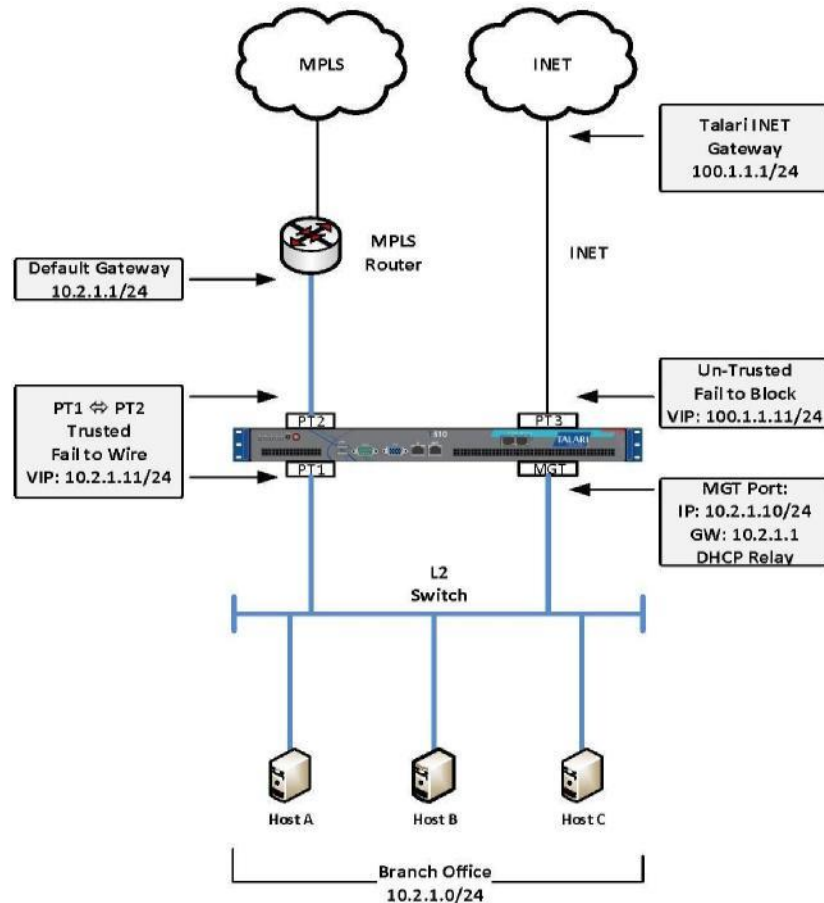 MPLS
INET
Talari INET
Gateway
100.1.1.1/24
MPLS
Router
INET
Default Gateway
10.2.1.1/24
PT1 ⇔ PT2
Trusted
Fail to Wire
VIP: 10.2.1.11/24
Un-Trusted
Fail to Block
VIP: 100.1.1.11/24
PT2
PT3
TALARI
PT1
MGT
MGT Port:
IP: 10.2.1.10/24
GW: 10.2.1.1
DHCP Relay
L2
Switch
Host A
Host B
Host C
Branch Office
10.2.1.0/24